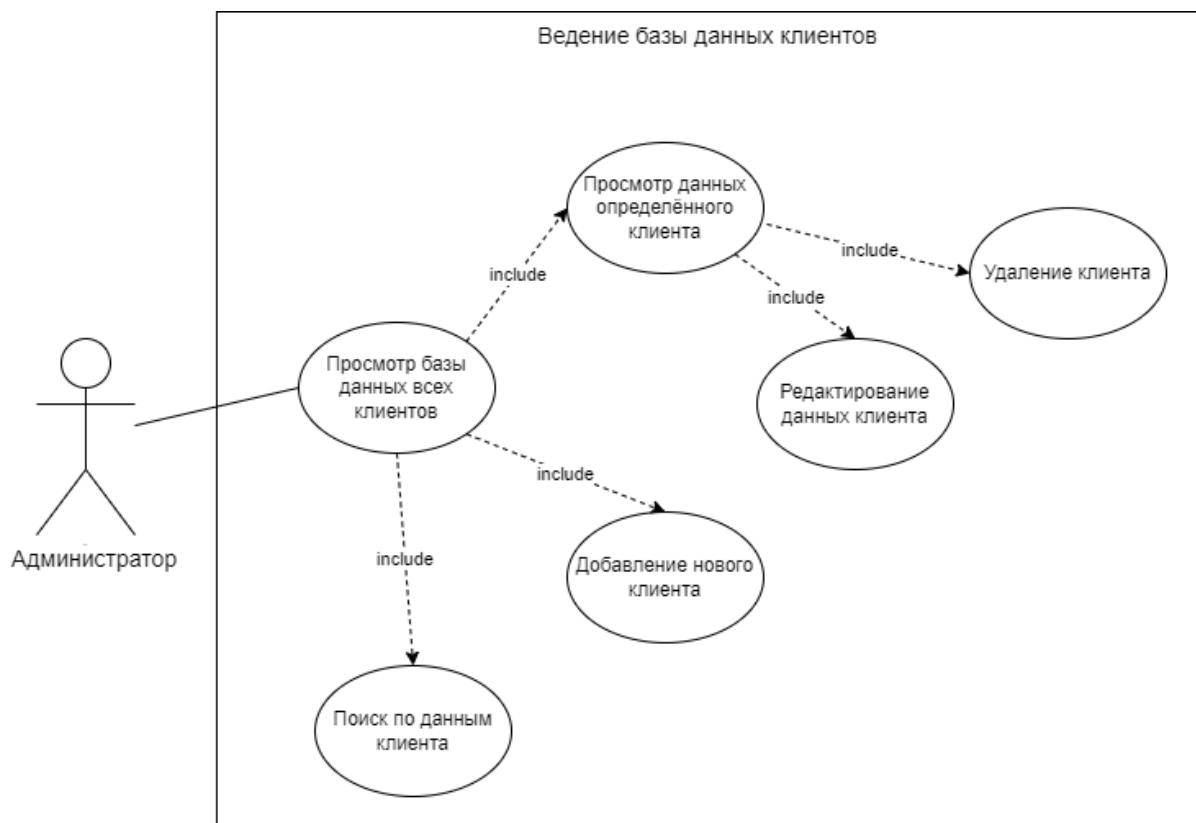 Ведение базы данных клиентов
Просмотр данных
определённого
клиента
include
Удаление клиента
include
include
Просмотр базы
данных всех
клиентов
Редактирование
данных клиента
include
Администратор
include
Добавление нового
клиента
Поиск по данным
клиента